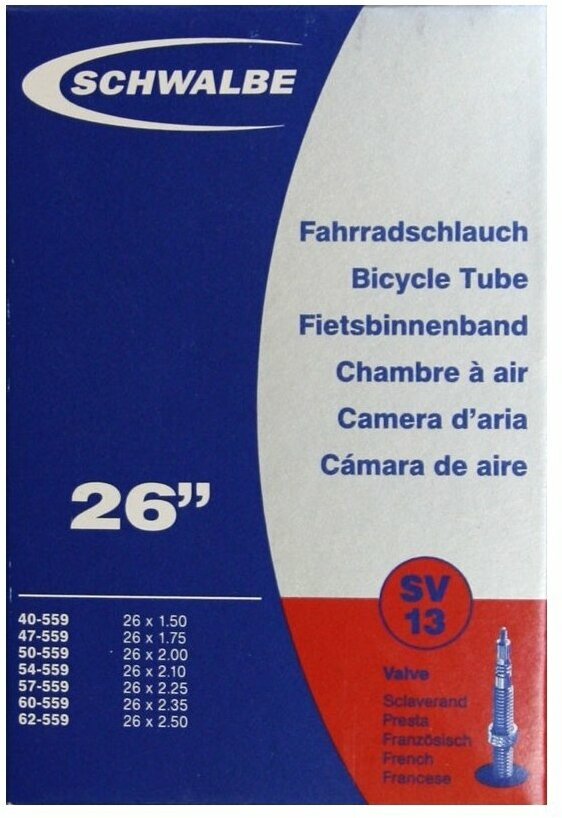 SCHWALBE
Fahrradschlauch
Bicycle Tube
Fietsbinnenband
Chambre à air
Camera d'aria
Cámara de aire
26”
40-559 26 x 1.50
47-559 26 x 1.75
50-559 26 x 2.00
54-559 26 x 2.10
57-559 26 x 2.25
60-559 26 x 2.35
62-559 26 x 2.50
SV
13
Valve
Sclaverand
Presta
Französisch
French
Francese